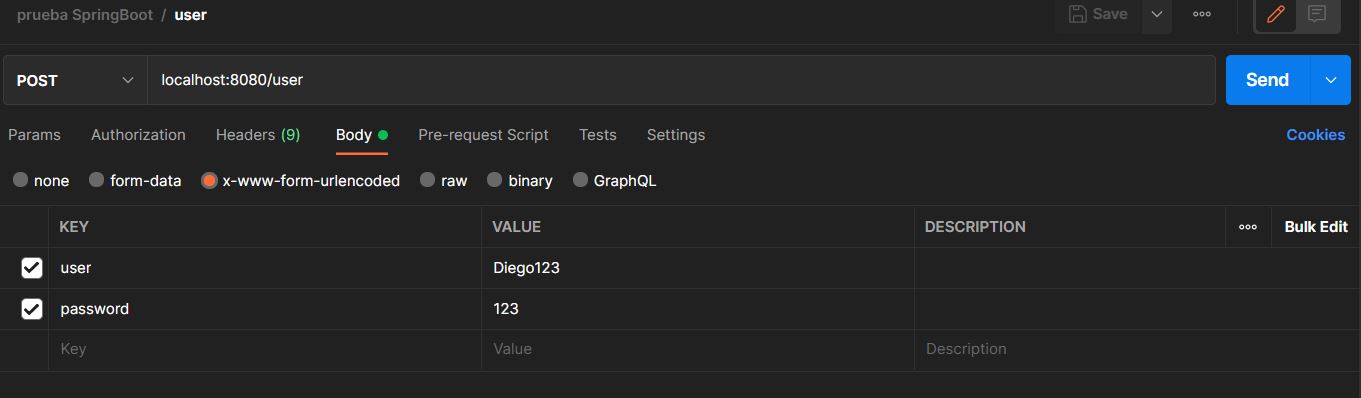 prueba SpringBoot / user
Save
POST
localhost:8080/user
Send
Params Authorization Headers (9) Body Pre-request Script Tests Settings Cookies
none form-data x-www-form-urlencoded raw binary GraphQL
KEY VALUE DESCRIPTION Bulk Edit
user Diego123
password 123
Key Value Description